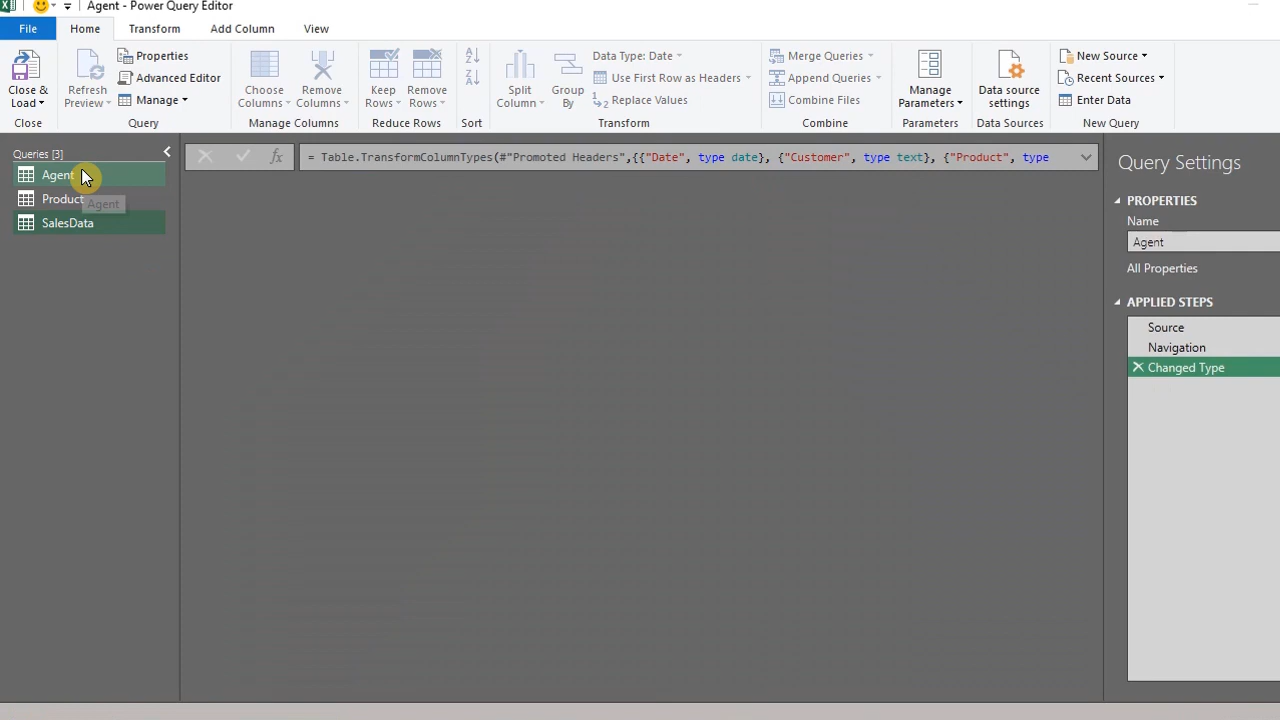 Agent - Power Query Editor
File Home Transform Add Column View
Close & Load
Close
Refresh Preview
Properties
Advanced Editor
Manage
Query
Choose Columns
Remove Columns
Manage Columns
Keep Rows
Remove Rows
Reduce Rows
Sort
Split Column
Group By
Data Type: Date
Use First Row as Headers
Replace Values
Transform
Merge Queries
Append Queries
Combine Files
Combine
Manage Parameters
Parameters
Data source settings
Data Sources
New Source
Recent Sources
Enter Data
New Query
Queries [3]
Agent
Product
Agent
SalesData
fx
= Table.TransformColumnTypes(#"Promoted Headers",{{"Date", type date}, {"Customer", type text}, {"Product", type
Query Settings
PROPERTIES
Name
Agent
All Properties
APPLIED STEPS
Source
Navigation
Changed Type